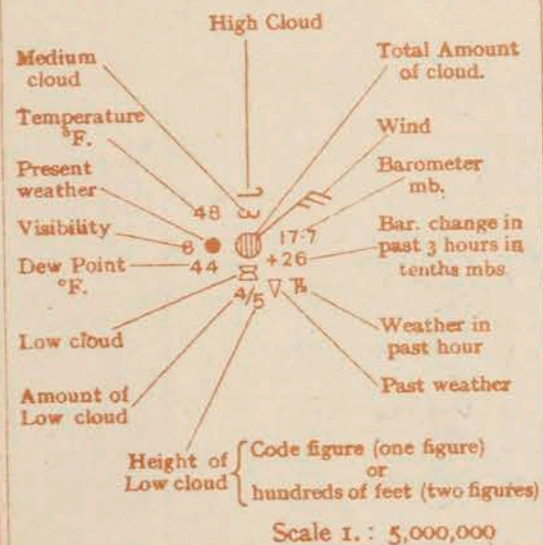 High Cloud
Medium
cloud
Total Amount
of cloud.
Temperature
°F.
Wind
Present
weather
Barometer
mb.
48
Visibility
8
17.7
Bar. change in
past 3 hours in
tenths mbs.
+26
Dew Point
°F.
44
4/5
Low cloud
Weather in
past hour
Amount of
Low cloud
Past weather
Height of
Low cloud
Code figure (one figure)
or
hundreds of feet (two figures)
Scale 1. : 5,000,000